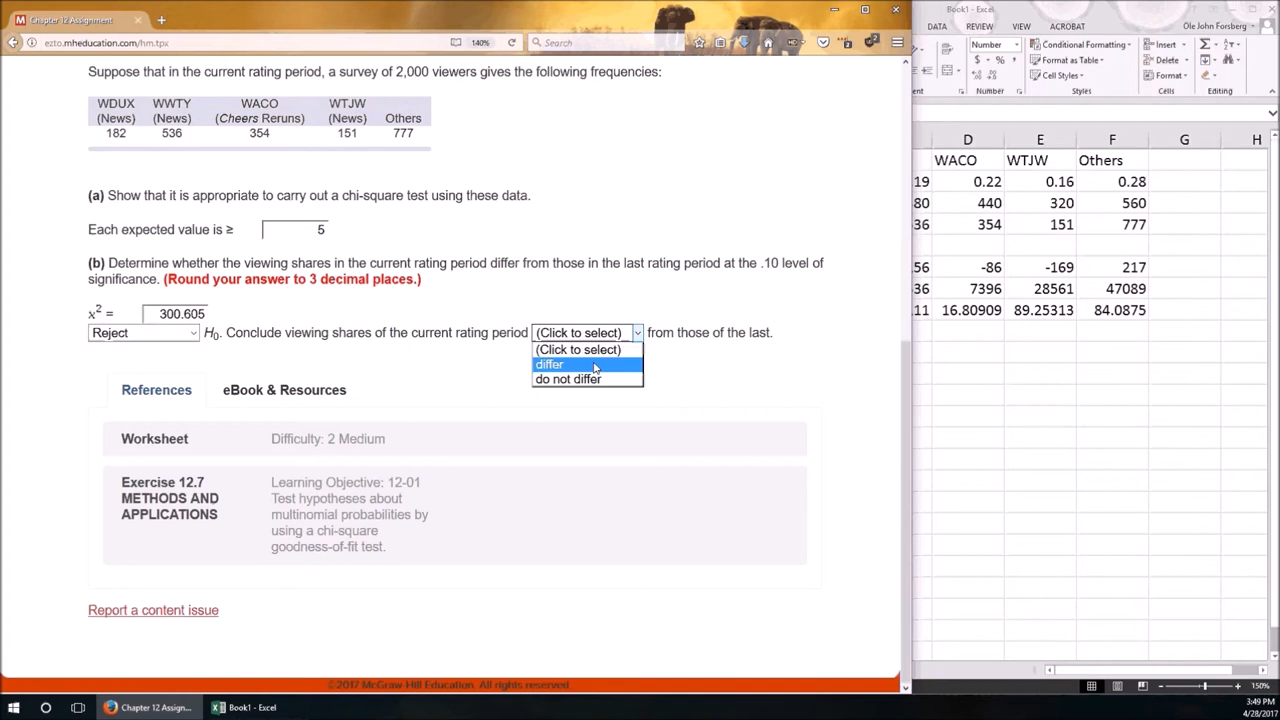 Chapter 12 Assignment
Book1 - Excel
ezto.mheducation.com/hm.tpx
140%
Search
DATA REVIEW VIEW ACROBAT
Ole John Forsberg
Number
Conditional Formatting
Format as Table
Cell Styles
Insert
Delete
Format
Number Styles Cells Editing
Suppose that in the current rating period, a survey of 2,000 viewers gives the following frequencies:
WDUX WWTY WACO WTJW
(News) (News) (Cheers Reruns) (News) Others
182 536 354 151 777
(a) Show that it is appropriate to carry out a chi-square test using these data.
Each expected value is ≥ 5
(b) Determine whether the viewing shares in the current rating period differ from those in the last rating period at the .10 level of
significance. (Round your answer to 3 decimal places.)
x2 = 300.605
Reject H0. Conclude viewing shares of the current rating period (Click to select) from those of the last.
(Click to select)
differ
do not differ
References eBook & Resources
Worksheet Difficulty: 2 Medium
Exercise 12.7 Learning Objective: 12-01
METHODS AND Test hypotheses about
APPLICATIONS multinomial probabilities by
using a chi-square
goodness-of-fit test.
Report a content issue
©2017 McGraw-Hill Education. All rights reserved.
D E F G H
WACO WTJW Others
19 0.22 0.16 0.28
80 440 320 560
36 354 151 777
56 -86 -169 217
36 7396 28561 47089
11 16.80909 89.25313 84.0875
150%
Chapter 12 Assign...
Book1 - Excel
3:49 PM
4/28/2017